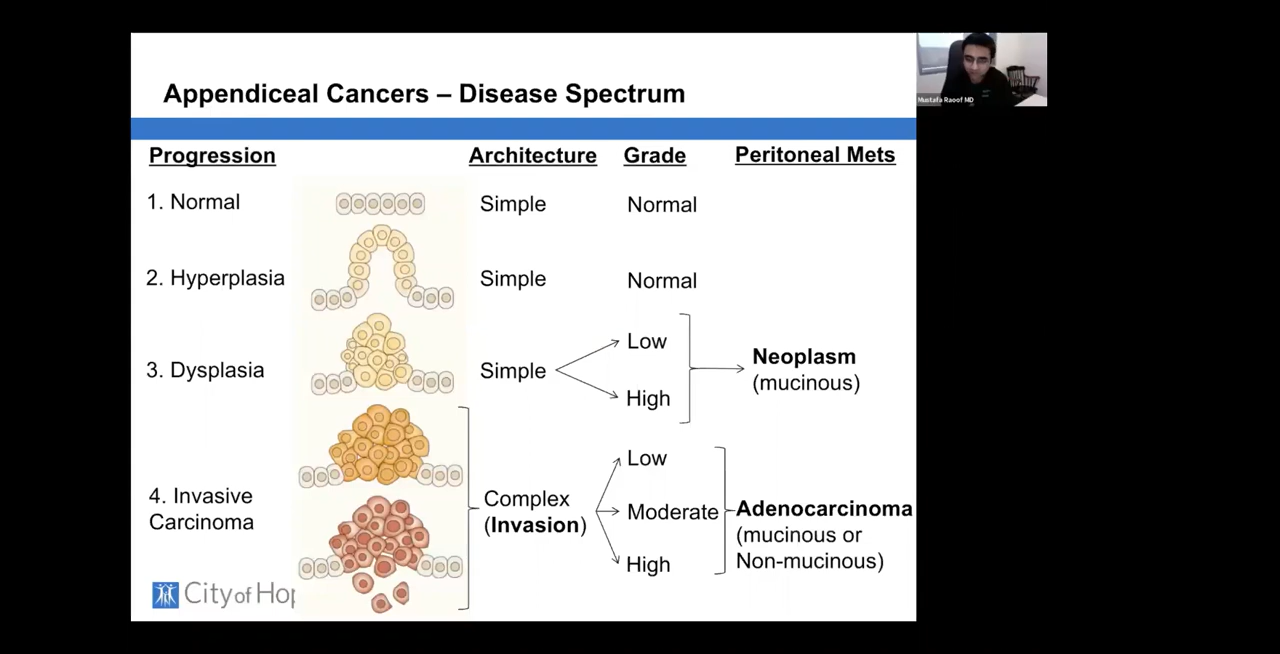 Appendiceal Cancers – Disease Spectrum
Mustafa Raoof MD
Progression
Architecture
Grade
Peritoneal Mets
1. Normal
Simple
Normal
2. Hyperplasia
Simple
Normal
3. Dysplasia
Simple
Low
High
Neoplasm
(mucinous)
4. Invasive
Carcinoma
Complex
(Invasion)
Low
Moderate
High
Adenocarcinoma
(mucinous or
Non-mucinous)
City of Hop